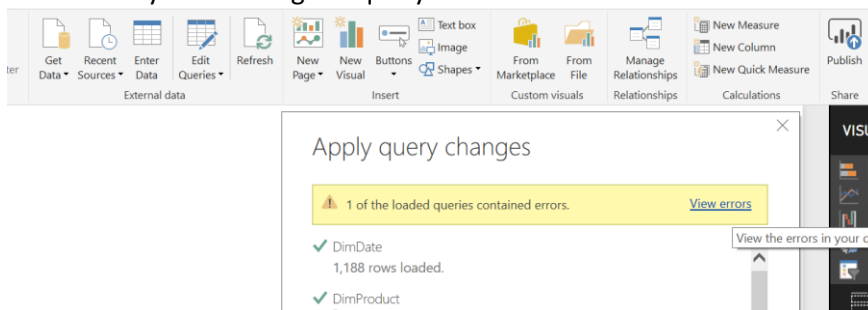 Text box
Image
Shapes
New Measure
New Column
New Quick Measure
Get Data
Recent Sources
Enter Data
Edit Queries
Refresh
New Page
New Visual
Buttons
From Marketplace
From File
Manage Relationships
Publish
External data
Insert
Custom visuals
Relationships
Calculations
Share
Apply query changes
1 of the loaded queries contained errors.
View errors
View the errors in your
DimDate
1,188 rows loaded.
DimProduct